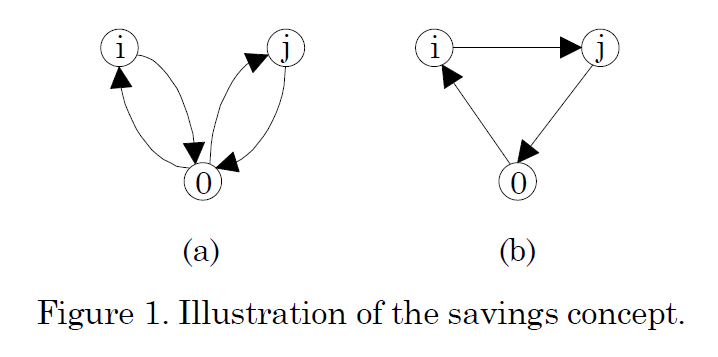 i j i j
0 0
(a) (b)
Figure 1. Illustration of the savings concept.